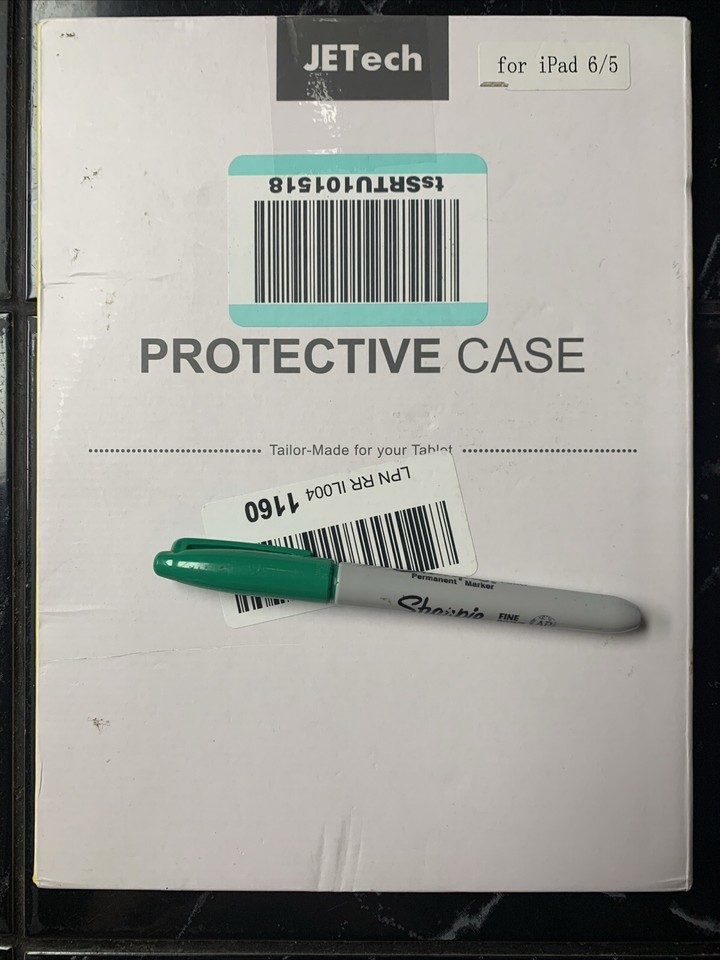 JETech
for iPad 6/5
tsSRTU101518
PROTECTIVE CASE
Tailor-Made for your Tablet
LPN RR IL004 1160
Permanent Marker
Sharpie
FINE
AP